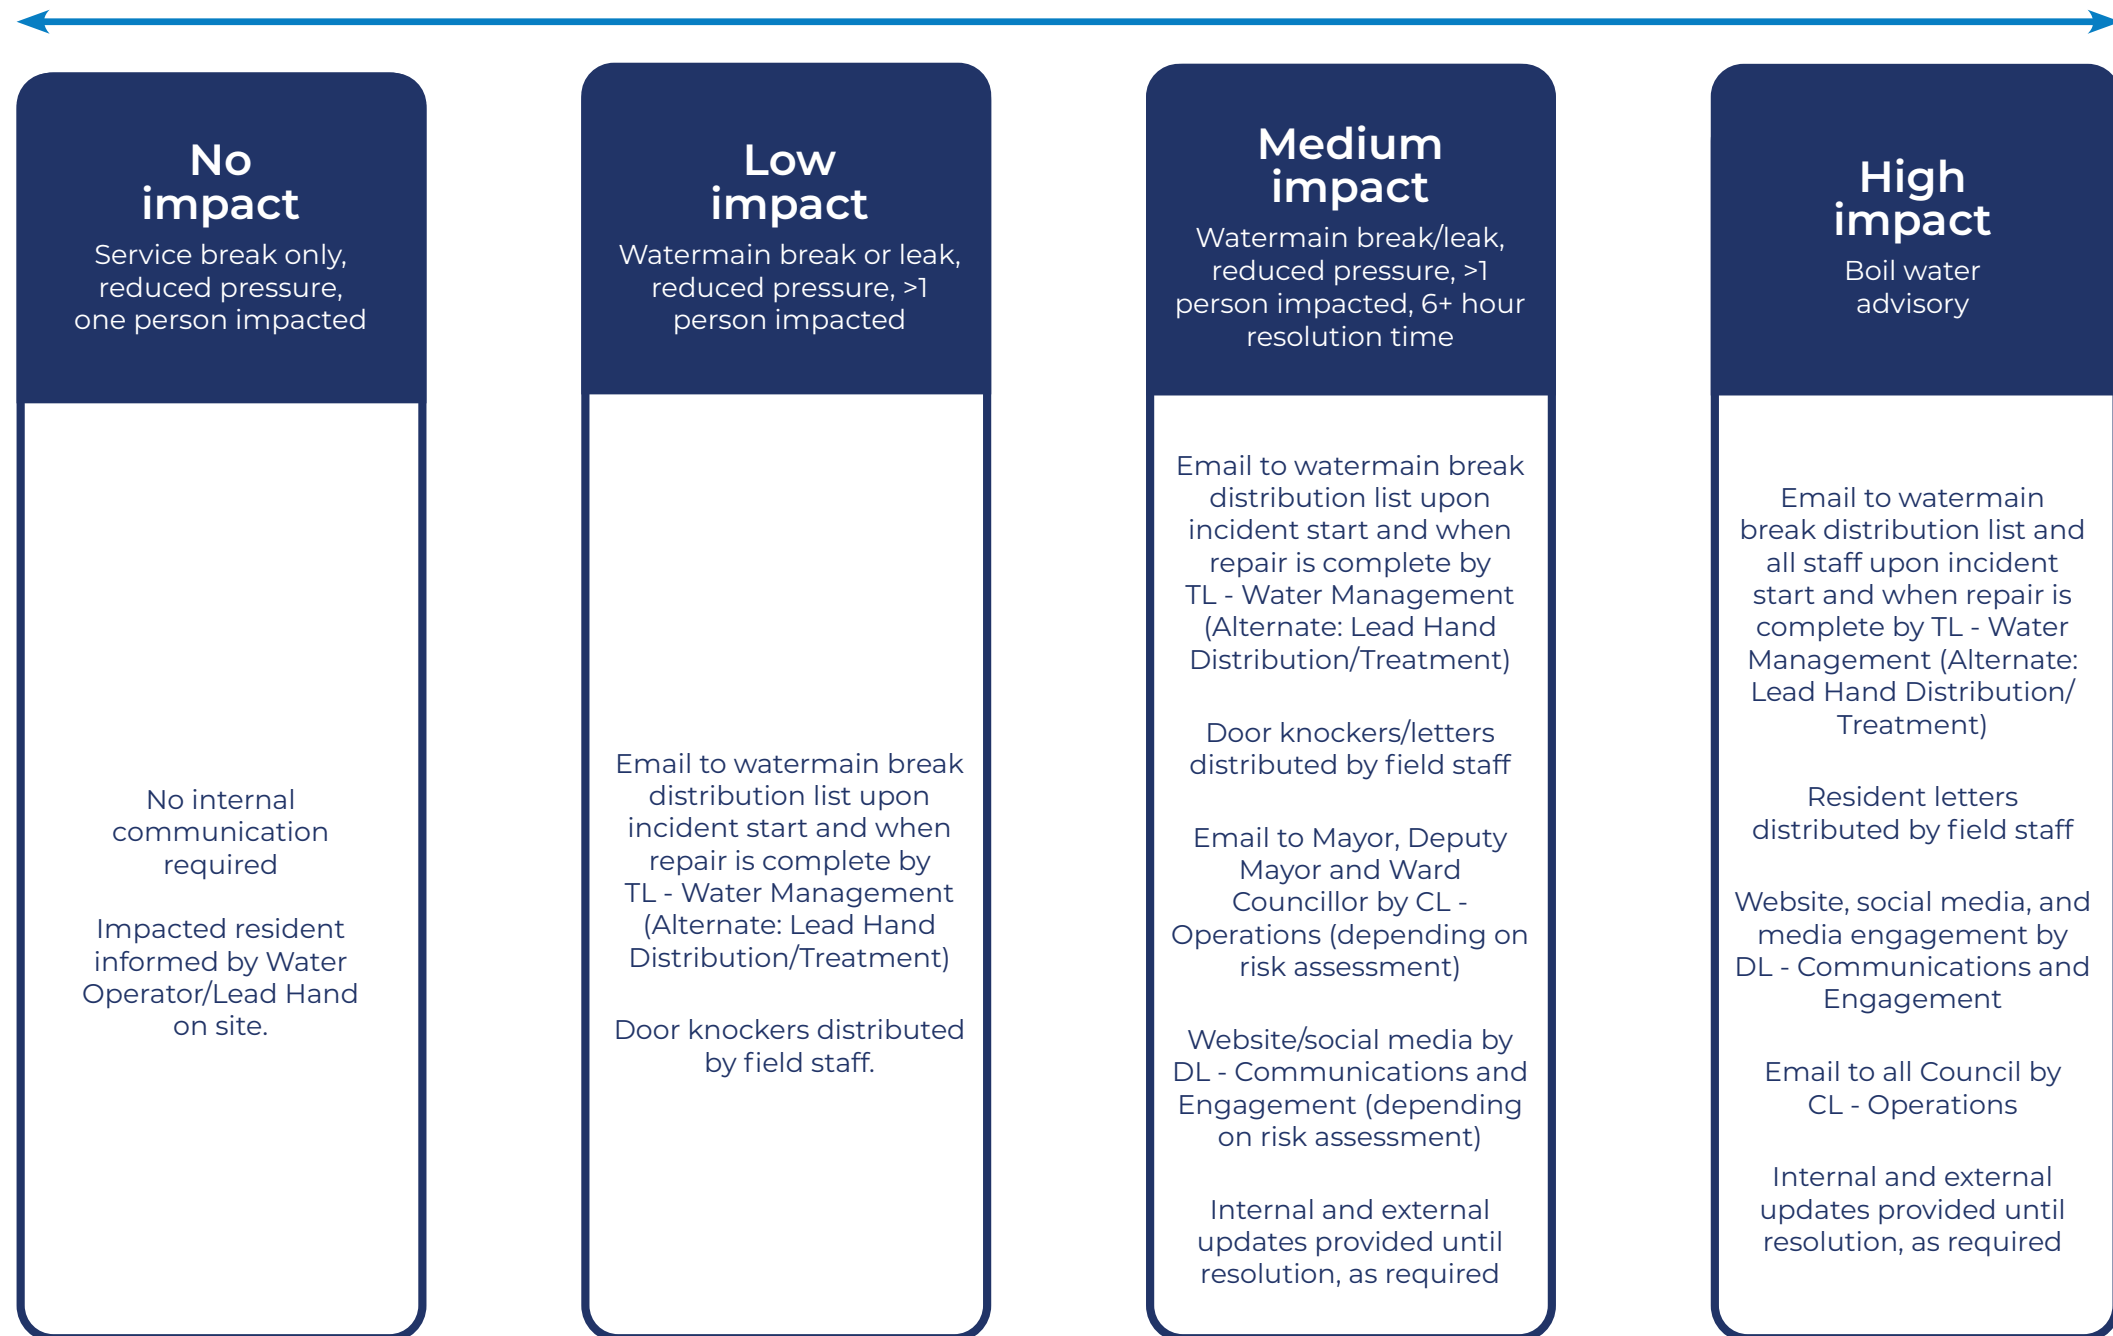 No
impact
Service break only,
reduced pressure,
one person impacted
No internal
communication
required
Impacted resident
informed by Water
Operator/Lead Hand
on site.
Low
impact
Watermain break or leak,
reduced pressure, >1
person impacted
Email to watermain break
distribution list upon
incident start and when
repair is complete by
TL - Water Management
(Alternate: Lead Hand
Distribution/Treatment)
Door knockers distributed
by field staff.
Medium
impact
Watermain break/leak,
reduced pressure, >1
person impacted, 6+ hour
resolution time
Email to watermain break
distribution list upon
incident start and when
repair is complete by
TL - Water Management
(Alternate: Lead Hand
Distribution/Treatment)
Door knockers/letters
distributed by field staff
Email to Mayor, Deputy
Mayor and Ward
Councillor by CL -
Operations (depending on
risk assessment)
Website/social media by
DL - Communications and
Engagement (depending
on risk assessment)
Internal and external
updates provided until
resolution, as required
High
impact
Boil water
advisory
Email to watermain
break distribution list and
all staff upon incident
start and when repair is
complete by TL - Water
Management (Alternate:
Lead Hand Distribution/
Treatment)
Resident letters
distributed by field staff
Website, social media, and
media engagement by
DL - Communications and
Engagement
Email to all Council by
CL - Operations
Internal and external
updates provided until
resolution, as required